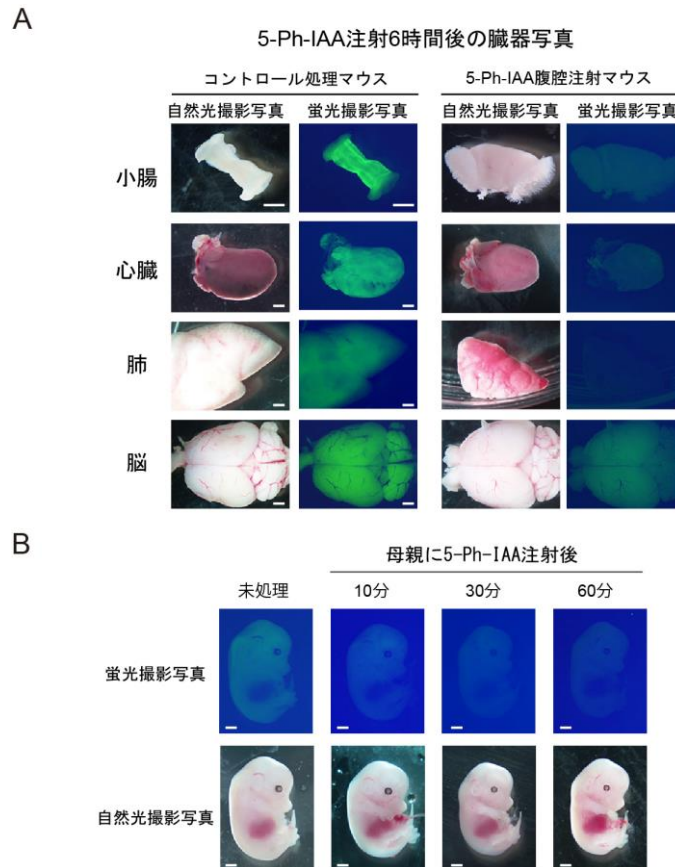 A
5-Ph-IAA注射6時間後の臓器写真
コントロール処理マウス
5-Ph-IAA腹腔注射マウス
自然光撮影写真 蛍光撮影写真 自然光撮影写真 蛍光撮影写真
小腸
心臓
肺
脳
B
母親に5-Ph-IAA注射後
未処理 10分 30分 60分
蛍光撮影写真
自然光撮影写真